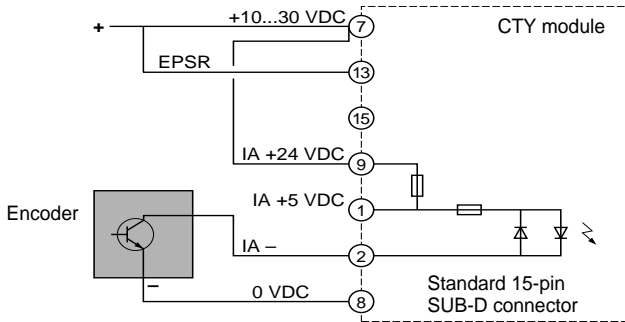 +10...30 VDC
7
CTY module
+
EPSR
13
15
IA +24 VDC
9
IA +5 VDC
1
Encoder
IA –
2
–
0 VDC
8
Standard 15-pin
SUB-D connector